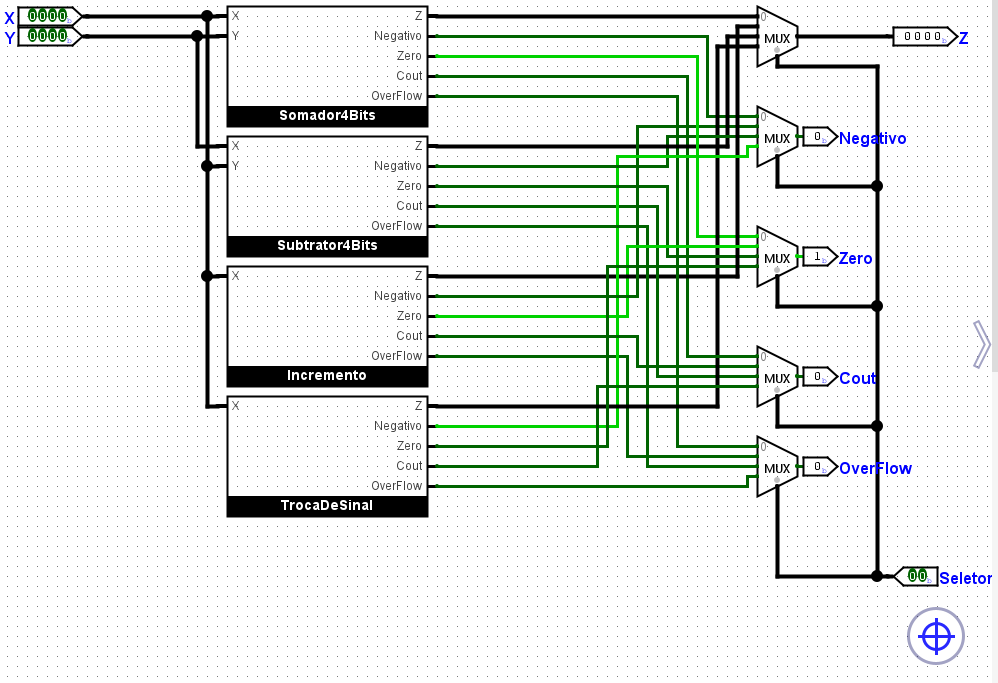 X 0000
Y 0000
X Z
Y Negativo
Zero
Cout
OverFlow
Somador4Bits
X Z
Y Negativo
Zero
Cout
OverFlow
Subtrator4Bits
X Z
Negativo
Zero
Cout
OverFlow
Incremento
X Z
Negativo
Zero
Cout
OverFlow
TrocaDeSinal
0
MUX
0000 Z
0
MUX
0 Negativo
0
MUX
1 Zero
0
MUX
0 Cout
0
MUX
0 OverFlow
00 Seletor